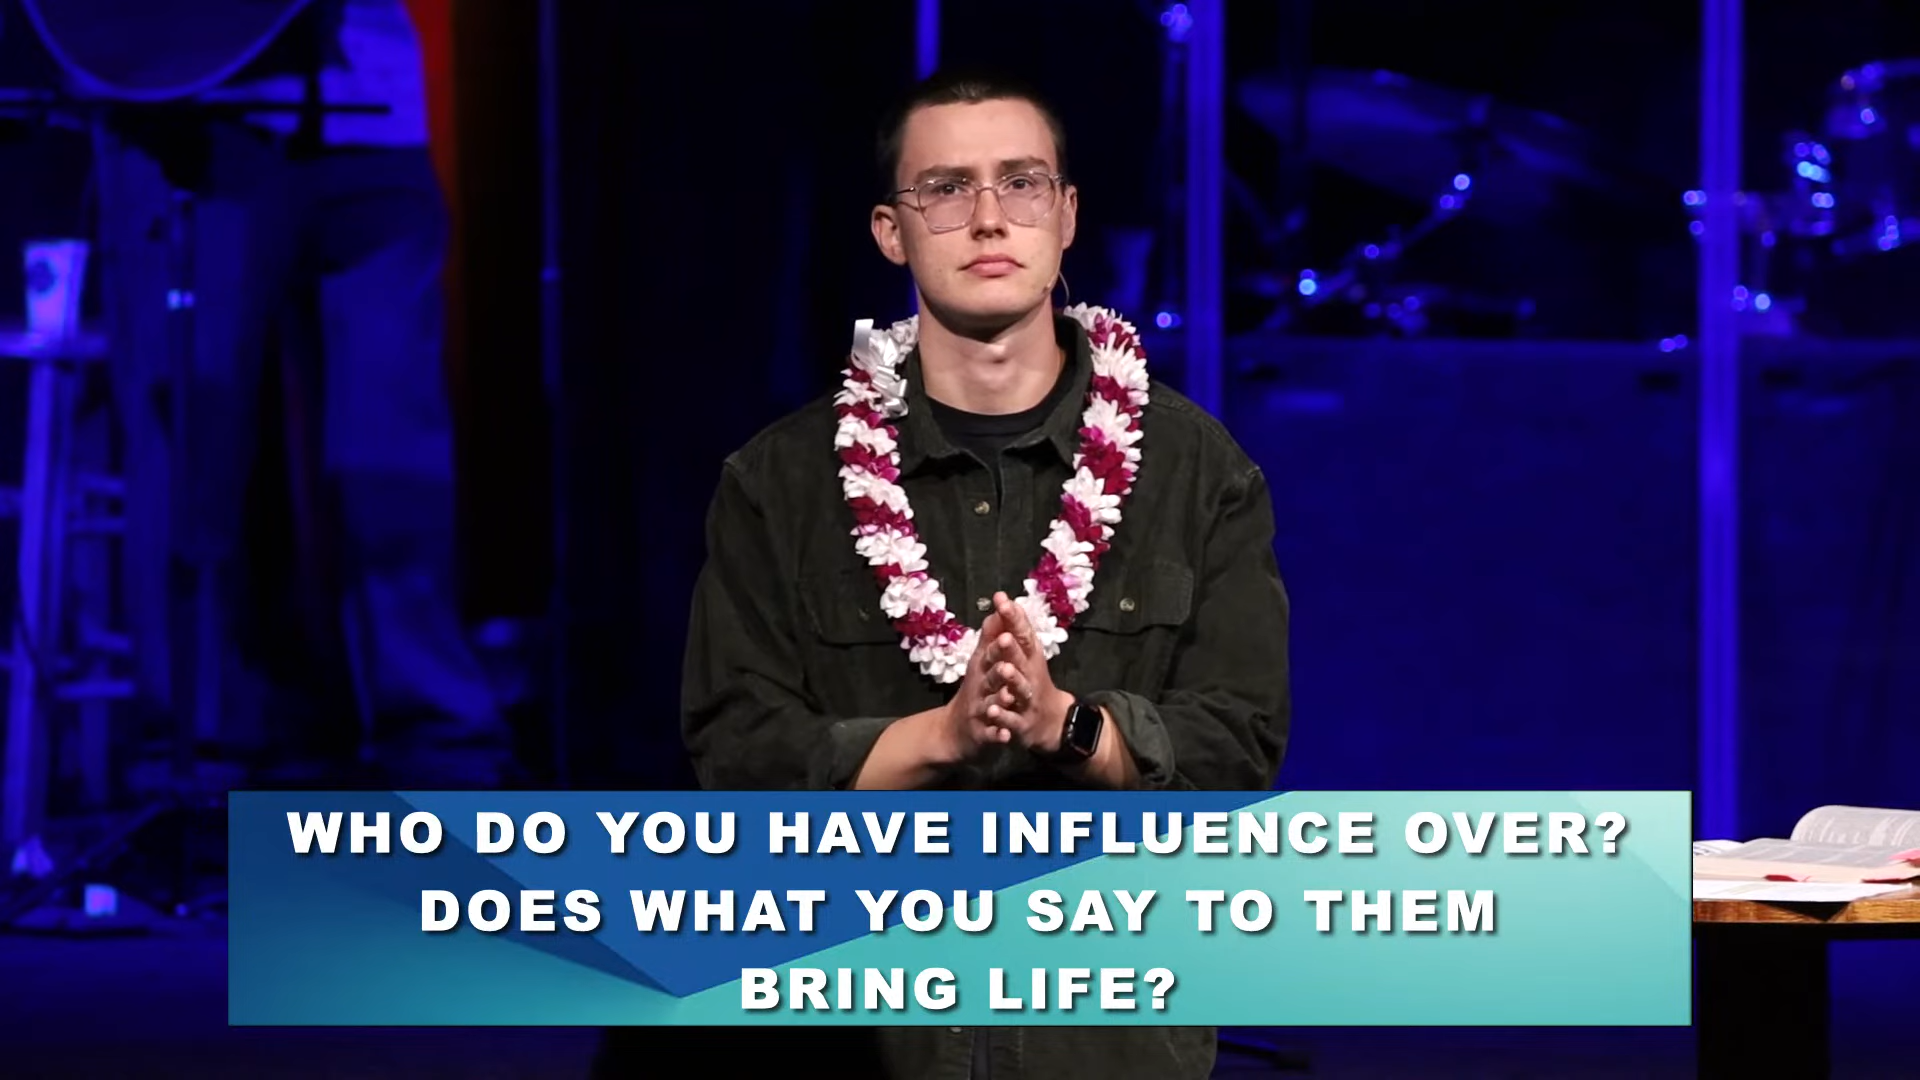 WHO DO YOU HAVE INFLUENCE OVER?
DOES WHAT YOU SAY TO THEM
BRING LIFE?